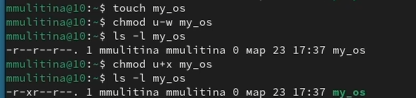 mmulitina@10:~$ touch my_os
mmulitina@10:~$ chmod u-w my_os
mmulitina@10:~$ ls -l my_os
-r--r--r--. 1 mmulitina mmulitina 0 мар 23 17:37 my_os
mmulitina@10:~$ chmod u+x my_os
mmulitina@10:~$ ls -l my_os
-r-xr--r--. 1 mmulitina mmulitina 0 мар 23 17:37 my_os